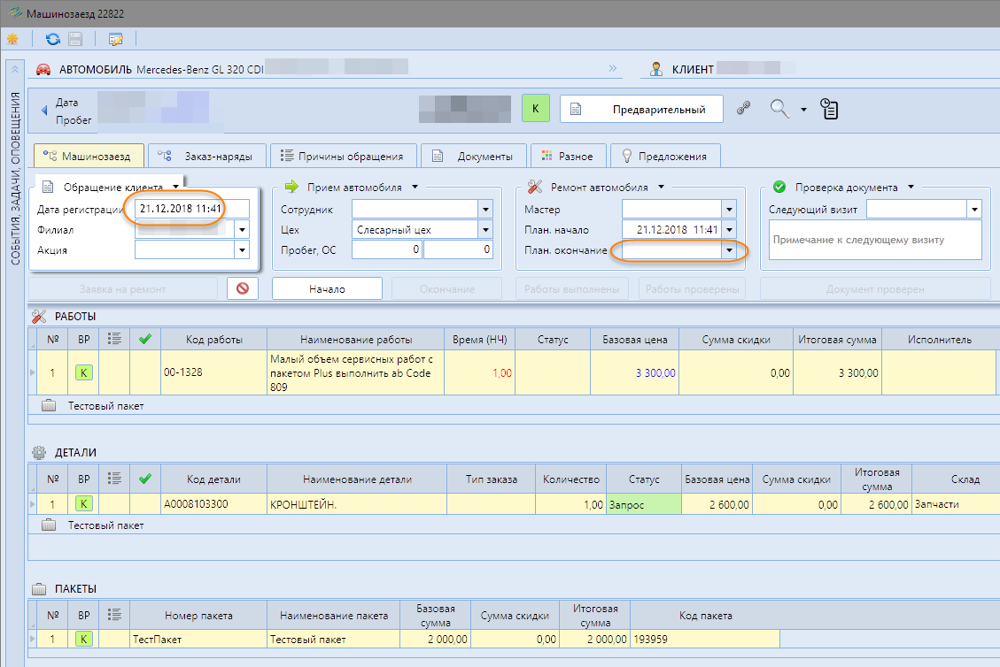 Машинозаезд 22822
СОБЫТИЯ, ЗАДАЧИ, ОПОВЕЩЕНИЯ
АВТОМОБИЛЬ Mercedes-Benz GL 320 CDI
КЛИЕНТ
Дата
Пробег
К
Предварительный
Машинозаезд Заказ-наряды Причины обращения Документы Разное Предложения
Обращение клиента
Дата регистрации 21.12.2018 11:41
Филиал
Акция
Прием автомобиля
Сотрудник
Цех Слесарный цех
Пробег, ОС 0 0
Ремонт автомобиля
Мастер
План. начало 21.12.2018 11:41
План. окончание
Проверка документа
Следующий визит
Примечание к следующему визиту
Заявка на ремонт Начало Окончание Работы выполнены Работы проверены Документ проверен
РАБОТЫ
№ ВР Код работы Наименование работы Время (НЧ) Статус Базовая цена Сумма скидки Итоговая сумма Исполнитель
1 К 00-1328 Малый объем сервисных работ с
пакетом Plus выполнить ab Code
809
1,00 3 300,00 0,00 3 300,00
Тестовый пакет
ДЕТАЛИ
№ ВР Код детали Наименование детали Тип заказа Количество Статус Базовая цена Сумма скидки Итоговая
сумма
Склад
1 К A0008103300 КРОНШТЕЙН. 1,00 Запрос 2 600,00 0,00 2 600,00 Запчасти
Тестовый пакет
ПАКЕТЫ
№ ВР Номер пакета Наименование пакета Базовая
сумма
Сумма скидки Итоговая
сумма
Код пакета
1 К ТестПакет Тестовый пакет 2 000,00 0,00 2 000,00 193959